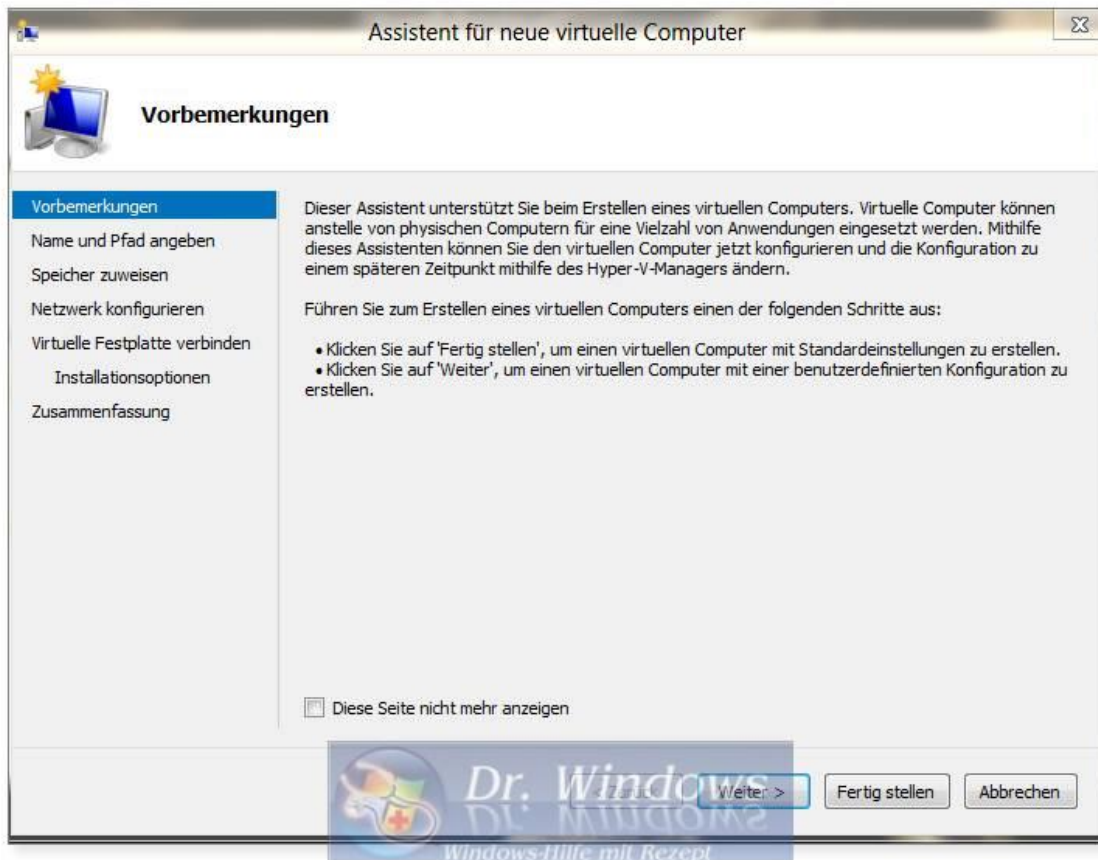 Assistent für neue virtuelle Computer
Vorbemerkungen
Vorbemerkungen
Name und Pfad angeben
Speicher zuweisen
Netzwerk konfigurieren
Virtuelle Festplatte verbinden
Installationsoptionen
Zusammenfassung
Dieser Assistent unterstützt Sie beim Erstellen eines virtuellen Computers. Virtuelle Computer können
anstelle von physischen Computern für eine Vielzahl von Anwendungen eingesetzt werden. Mithilfe
dieses Assistenten können Sie den virtuellen Computer jetzt konfigurieren und die Konfiguration zu
einem späteren Zeitpunkt mithilfe des Hyper-V-Managers ändern.
Führen Sie zum Erstellen eines virtuellen Computers einen der folgenden Schritte aus:
• Klicken Sie auf 'Fertig stellen', um einen virtuellen Computer mit Standardeinstellungen zu erstellen.
• Klicken Sie auf 'Weiter', um einen virtuellen Computer mit einer benutzerdefinierten Konfiguration zu
erstellen.
Diese Seite nicht mehr anzeigen
< Zurück Weiter > Fertig stellen Abbrechen
Dr. Windows
Windows-Hilfe mit Rezept